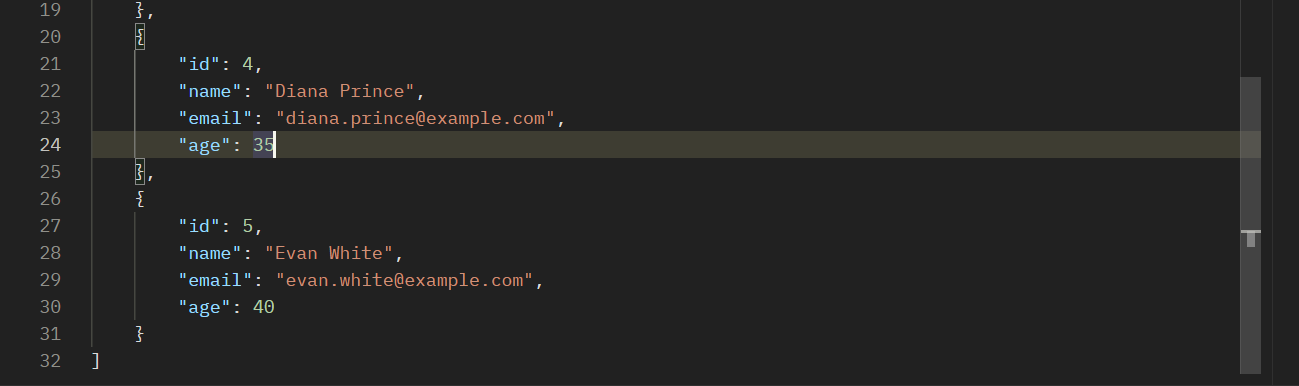 19     },
20     {
21         "id": 4,
22         "name": "Diana Prince",
23         "email": "diana.prince@example.com",
24         "age": 35
25     },
26     {
27         "id": 5,
28         "name": "Evan White",
29         "email": "evan.white@example.com",
30         "age": 40
31     }
32 ]